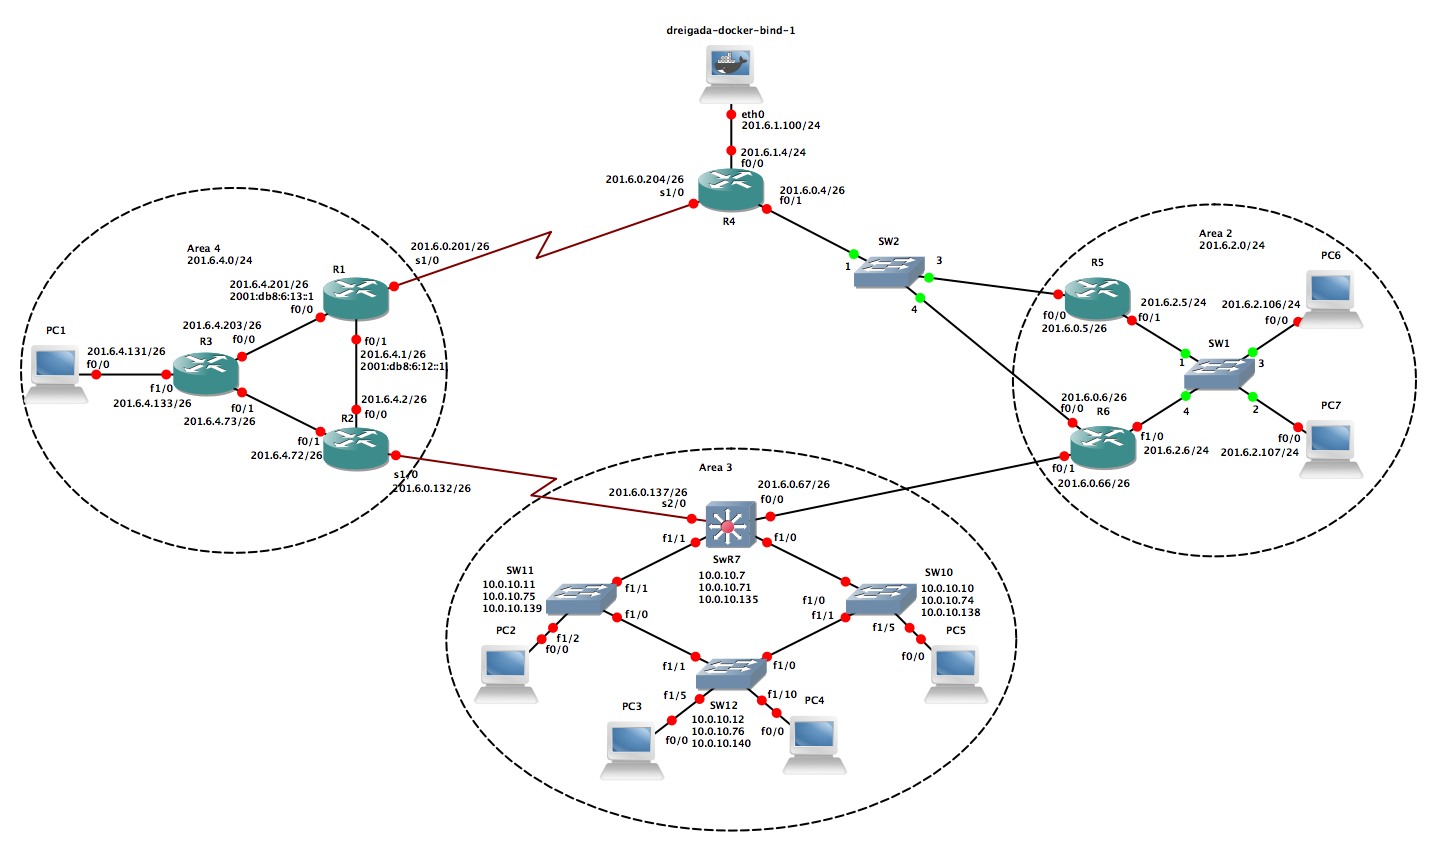 dreigada-docker-bind-1
eth0
201.6.1.100/24
201.6.1.4/24
f0/0
201.6.0.204/26
s1/0
201.6.0.4/26
f0/1
R4
SW2
1
3
4
Area 4
201.6.4.0/24
201.6.0.201/26
s1/0
R1
201.6.4.201/26
2001:db8:6:13::1
f0/0
201.6.4.203/26
f0/0
R3
PC1
201.6.4.131/26
f0/0
f1/0
201.6.4.133/26
f0/1
201.6.4.73/26
f0/1
201.6.4.1/26
2001:db8:6:12::1
201.6.4.2/26
f0/0
R2
f0/1
201.6.4.72/26
s1/0
201.6.0.132/26
Area 2
201.6.2.0/24
R5
f0/0
201.6.0.5/26
201.6.2.5/24
f0/1
PC6
201.6.2.106/24
f0/0
SW1
1
3
4
2
PC7
f0/0
201.6.2.107/24
201.6.0.6/26
f0/0
R6
f1/0
201.6.2.6/24
f0/1
201.6.0.66/26
Area 3
201.6.0.137/26
s2/0
201.6.0.67/26
f0/0
f1/1
f1/0
SwR7
10.0.10.7
10.0.10.71
10.0.10.135
SW11
10.0.10.11
10.0.10.75
10.0.10.139
f1/1
f1/0
PC2
f1/2
f0/0
SW10
10.0.10.10
10.0.10.74
10.0.10.138
f1/0
f1/1
f1/5
PC5
f0/0
f1/1
f1/0
f1/5
f1/10
SW12
10.0.10.12
10.0.10.76
10.0.10.140
PC3
f0/0
PC4
f0/0